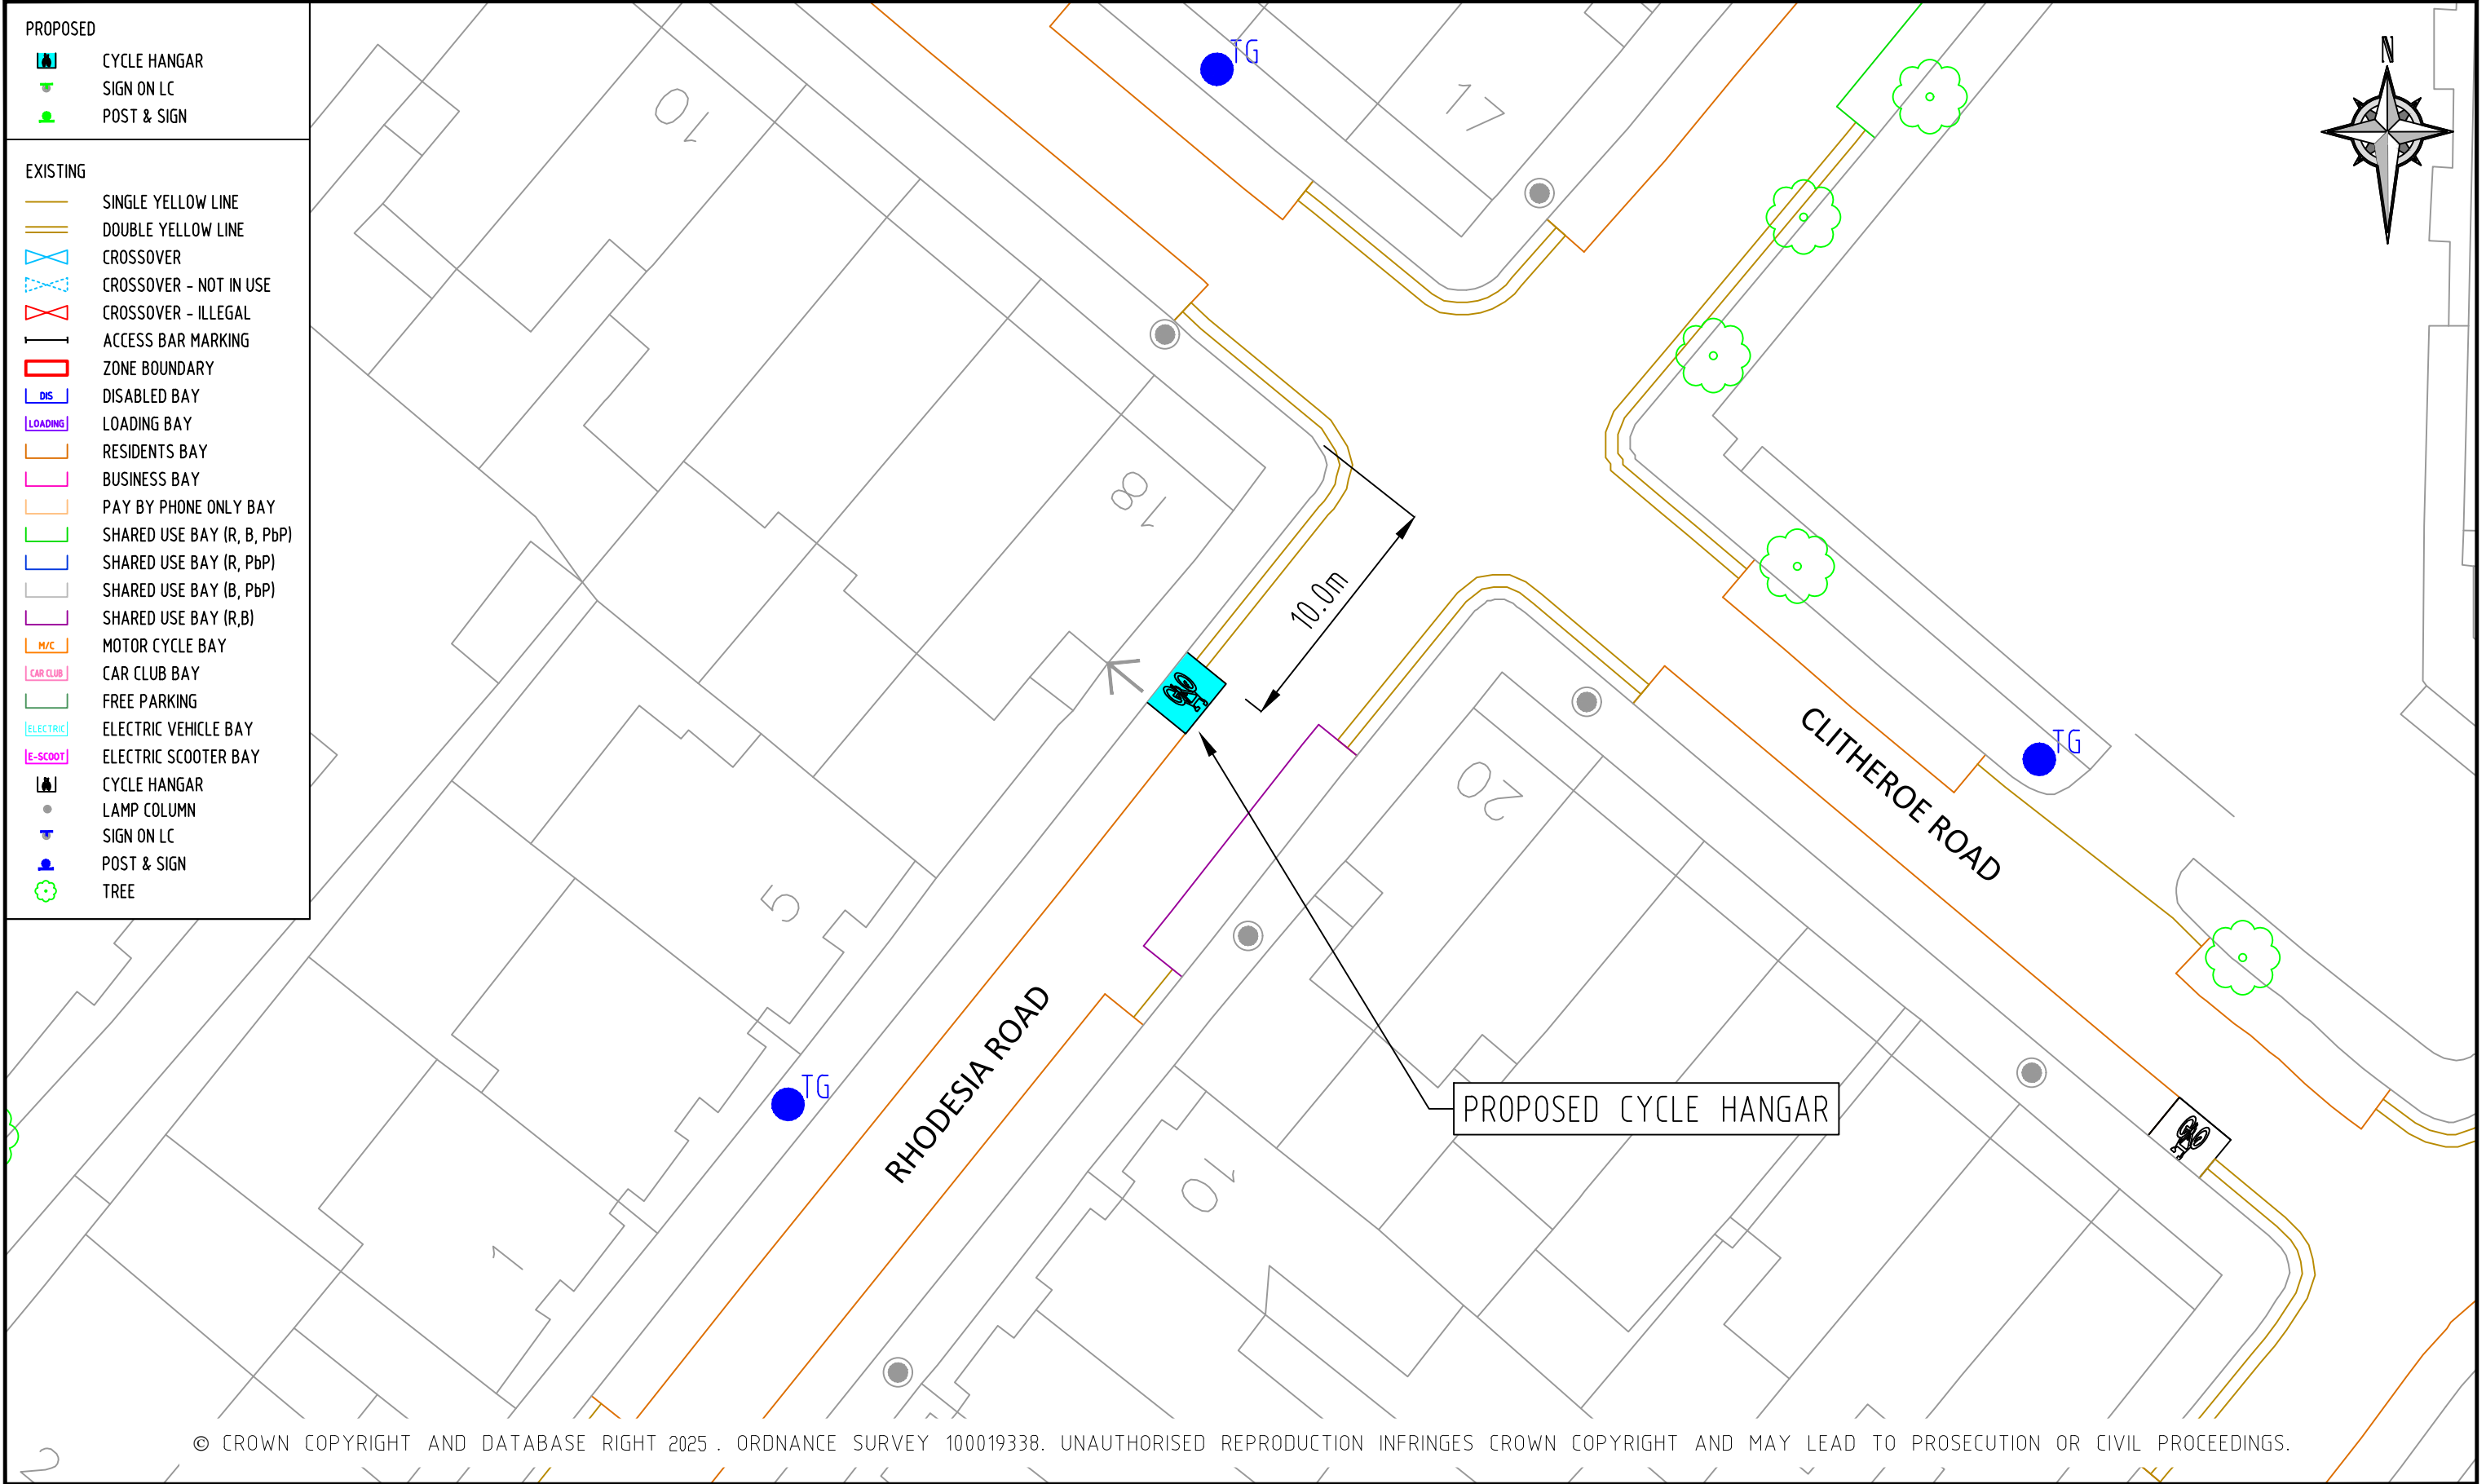 PROPOSED
CYCLE HANGAR
SIGN ON LC
POST & SIGN
EXISTING
SINGLE YELLOW LINE
DOUBLE YELLOW LINE
CROSSOVER
CROSSOVER - NOT IN USE
CROSSOVER - ILLEGAL
ACCESS BAR MARKING
ZONE BOUNDARY
DIS DISABLED BAY
LOADING LOADING BAY
RESIDENTS BAY
BUSINESS BAY
PAY BY PHONE ONLY BAY
SHARED USE BAY (R, B, PbP)
SHARED USE BAY (R, PbP)
SHARED USE BAY (B, PbP)
SHARED USE BAY (R,B)
M/C MOTOR CYCLE BAY
CAR CLUB CAR CLUB BAY
FREE PARKING
ELECTRIC ELECTRIC VEHICLE BAY
E-SCOOT ELECTRIC SCOOTER BAY
CYCLE HANGAR
LAMP COLUMN
SIGN ON LC
POST & SIGN
TREE
N
TG
10
17
18
10.0m
TG
CLITHEROE ROAD
20
5
RHODESIA ROAD
TG
PROPOSED CYCLE HANGAR
10
1
2
© CROWN COPYRIGHT AND DATABASE RIGHT 2025 . ORDNANCE SURVEY 100019338. UNAUTHORISED REPRODUCTION INFRINGES CROWN COPYRIGHT AND MAY LEAD TO PROSECUTION OR CIVIL PROCEEDINGS.